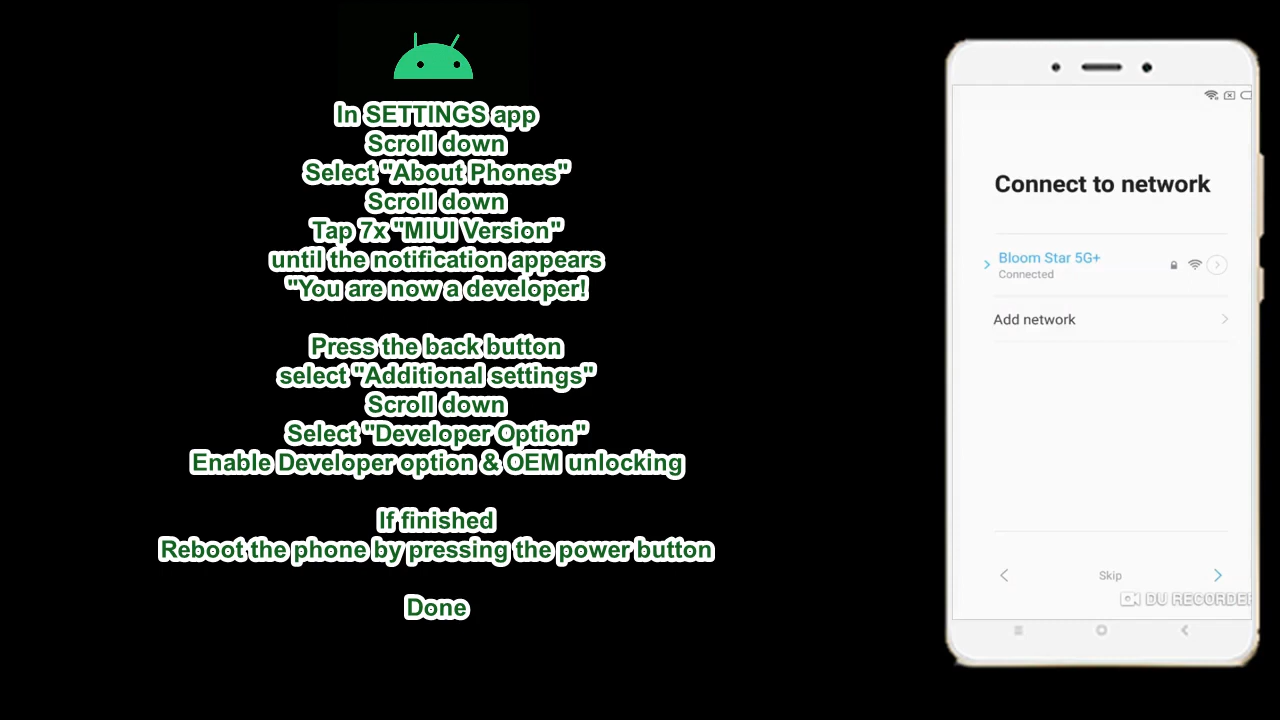 In SETTINGS app
Scroll down
Select "About Phones"
Scroll down
Tap 7x "MIUI Version"
until the notification appears
"You are now a developer!
Press the back button
select "Additional settings"
Scroll down
Select "Developer Option"
Enable Developer option & OEM unlocking
If finished
Reboot the phone by pressing the power button
Done
Connect to network
Bloom Star 5G+
Connected
Add network
Skip
DU RECORDER